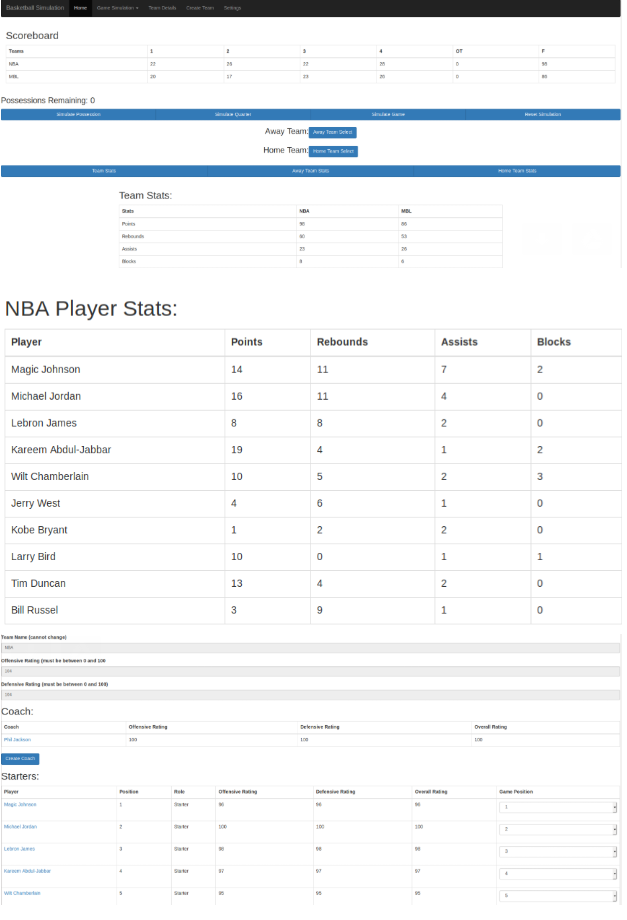 Basketball Simulation Home Game Simulation Team Details Create Team Settings
Scoreboard
Teams 1 2 3 4 OT F
NBA 22 26 22 28 0 98
MBL 20 17 23 26 0
Possessions Remaining: 0
Simulate Possession Simulate Quarter Simulate Game Reset Simulation
Away Team: Away Team Select
Home Team: Home Team Select
Team Stats Away Team Stats Home Team Stats
Team Stats:
Stats NBA MBL
Points 98 86
Rebounds 53
Assists 23 26
Blocks 8 6
NBA Player Stats:
Player Points Rebounds Assists Blocks
Magic Johnson 14 11 7 2
Michael Jordan 16 11 4 0
Lebron James 8 8 2 0
Kareem Abdul-Jabbar 19 4 1 2
Wilt Chamberlain 10 5 2 3
Jerry West 4 6 1 0
Kobe Bryant 1 2 2 0
Larry Bird 10 0 1 1
Tim Duncan 13 4 2 0
Bill Russel 3 9 1 0
Team Name (cannot change)
NBA
Offensive Rating (must be between 0 and 100
Defensive Rating (must be between 0 and 100)
Coach:
Coach Offensive Rating Defensive Rating Overall Rating
Phil Jackson 100 100 100
Create Coach
Starters:
Player Position Role Offensive Rating Defensive Rating Overall Rating Game Position
Magic Johnson 1 Starter 96 96 96 1
Michael Jordan 2 Starter 100 100 100 2
Lebron James 3 Starter 98 98 98 3
Kareem Abdul-Jabbar 4 Starter 97 97 97 4
Wilt Chamberlain 5 Starter 95 95 95 5